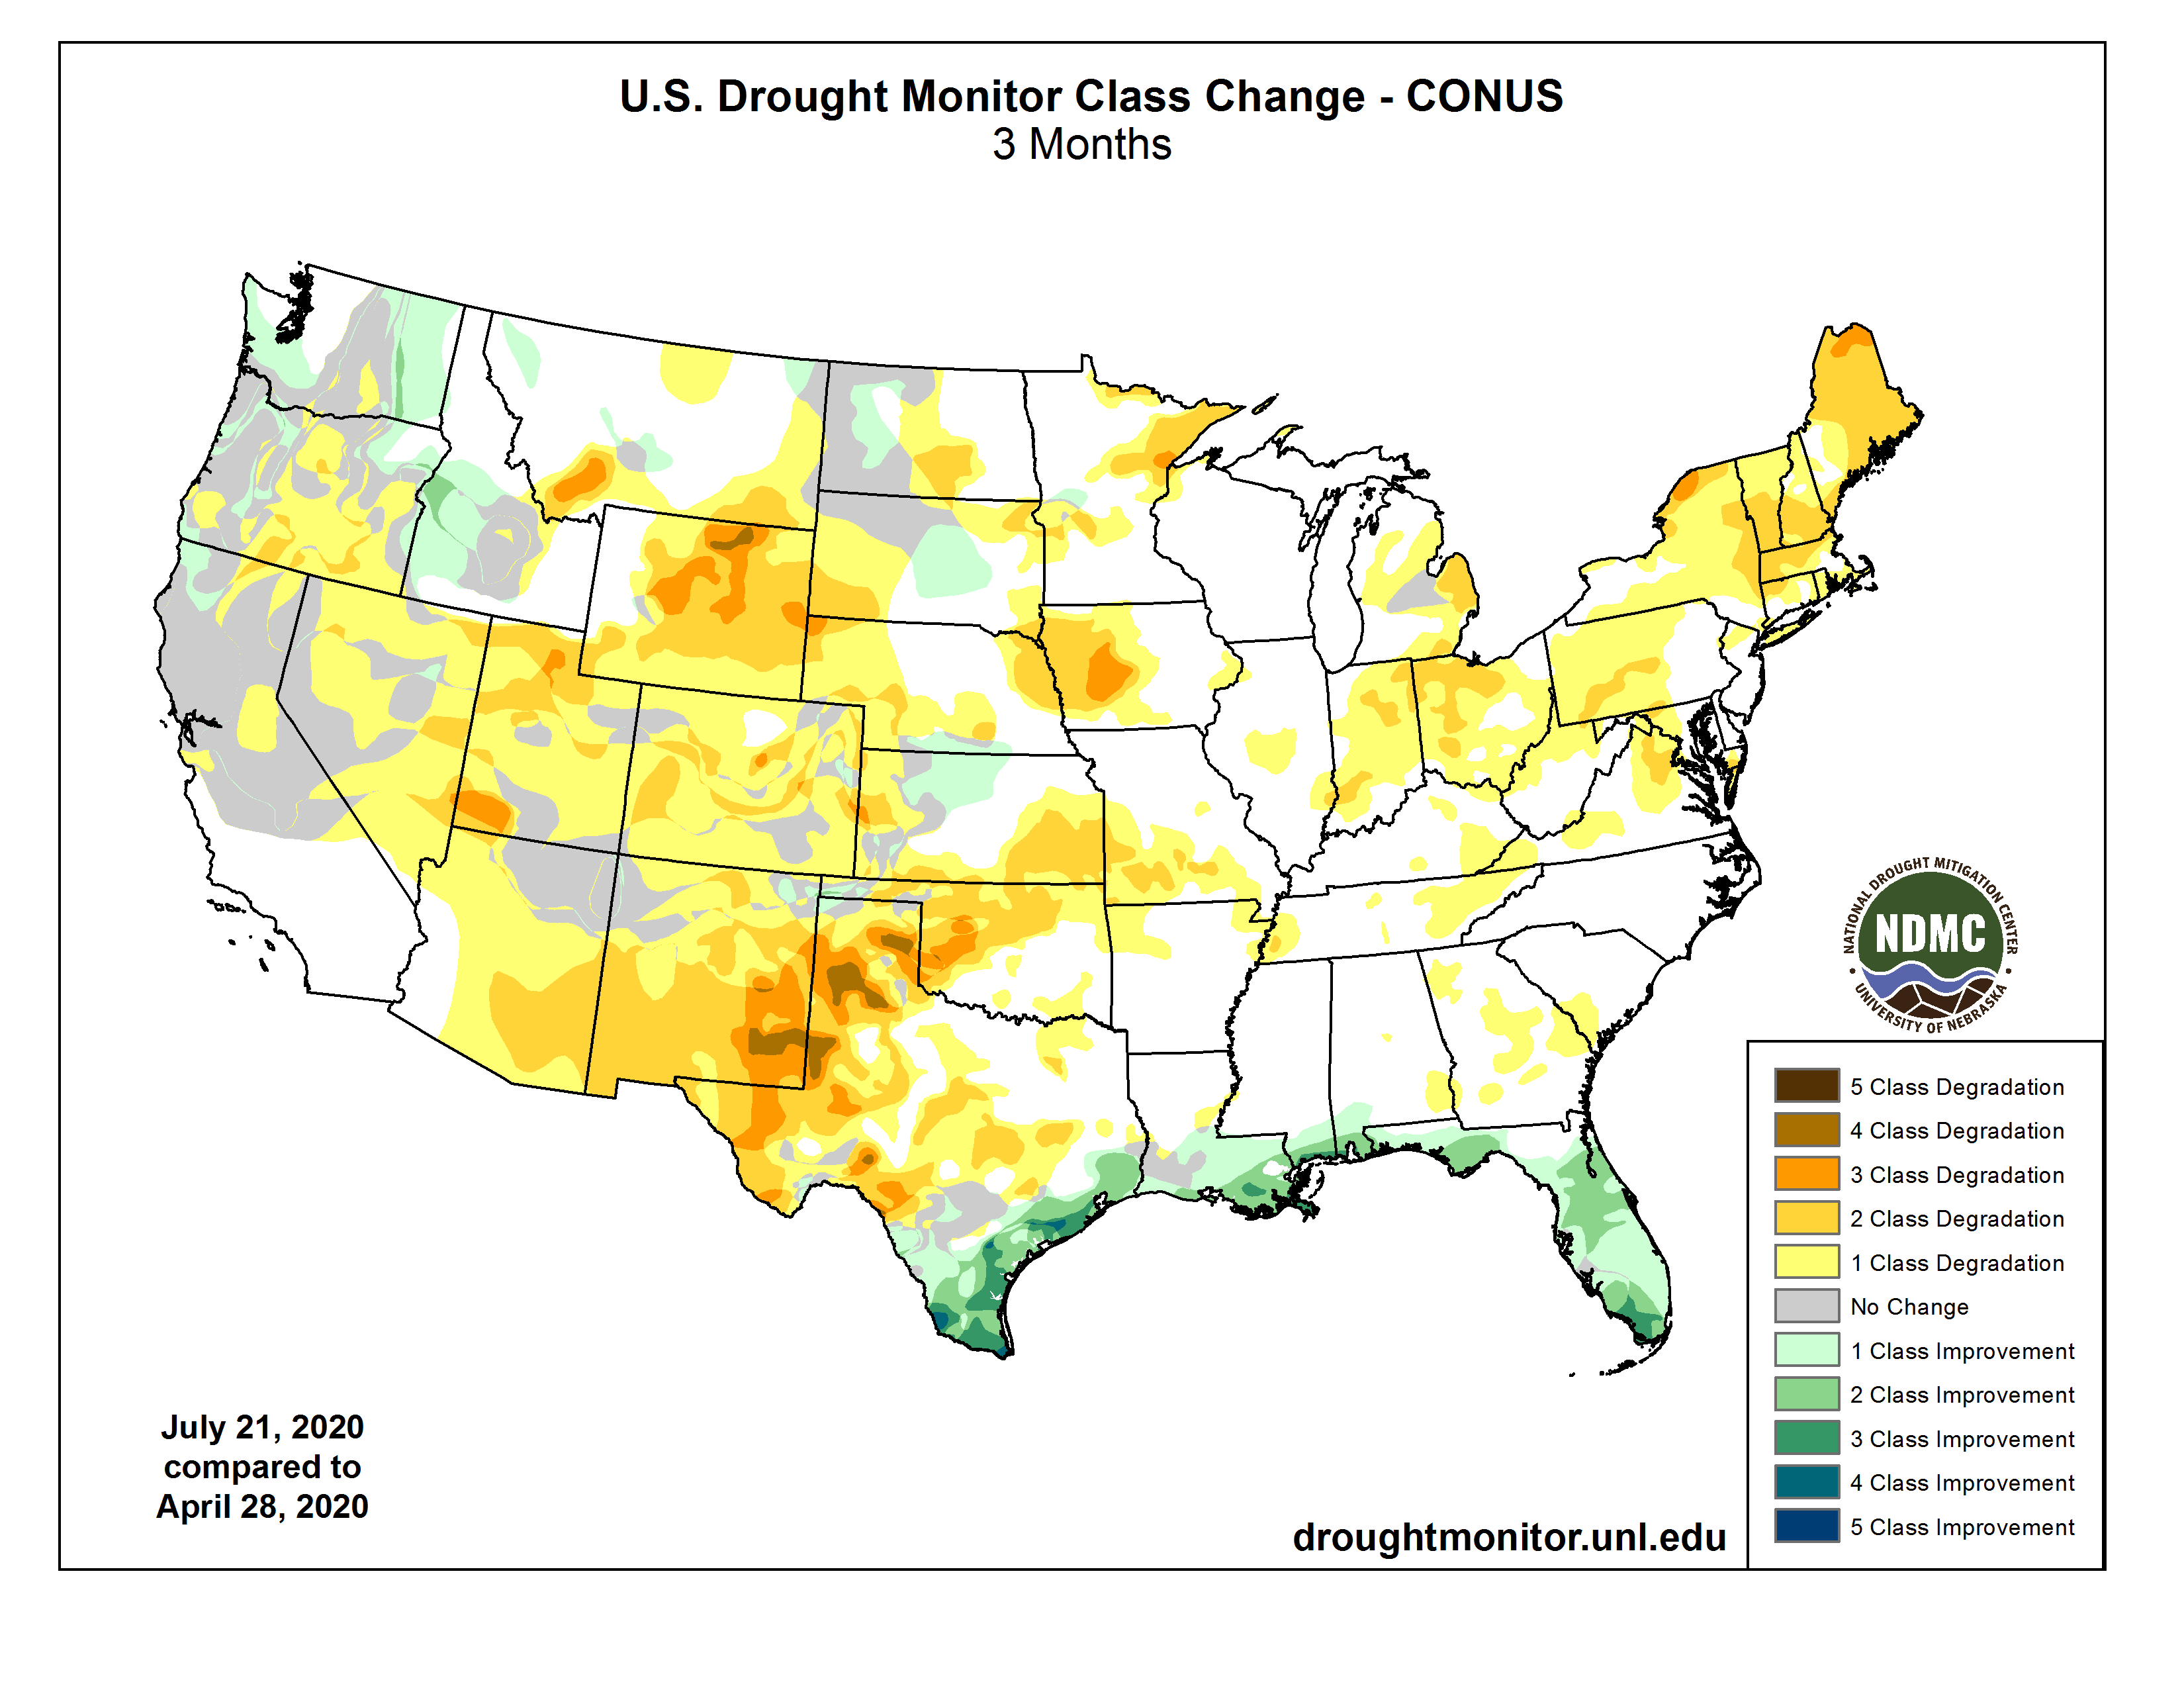 U.S. Drought Monitor Class Change - CONUS
3 Months
NATIONAL DROUGHT MITIGATION CENTER
NDMC
UNIVERSITY OF NEBRASKA
5 Class Degradation
4 Class Degradation
3 Class Degradation
2 Class Degradation
1 Class Degradation
No Change
1 Class Improvement
2 Class Improvement
3 Class Improvement
4 Class Improvement
5 Class Improvement
July 21, 2020
compared to
April 28, 2020
droughtmonitor.unl.edu